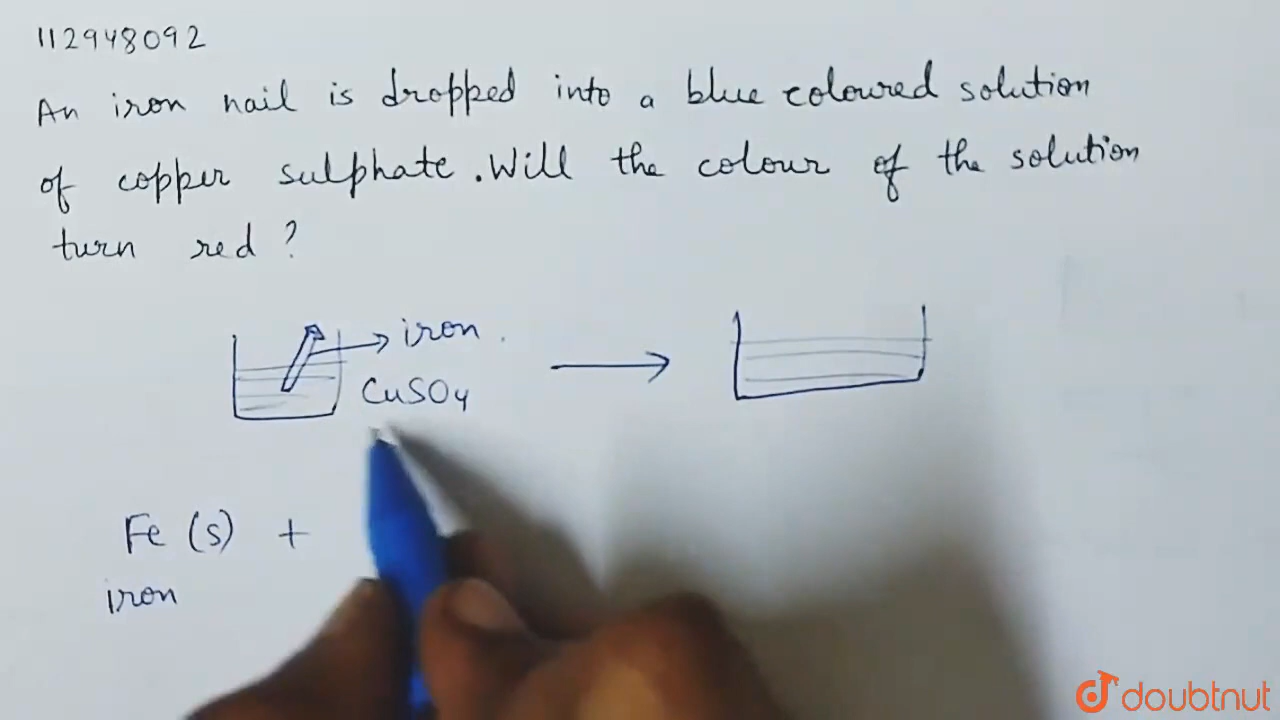 112948092
An iron nail is dropped into a blue coloured solution
of copper sulphate. Will the colour of the solution
turn red?
iron
CuSO4
Fe (s) +
iron
doubtnut